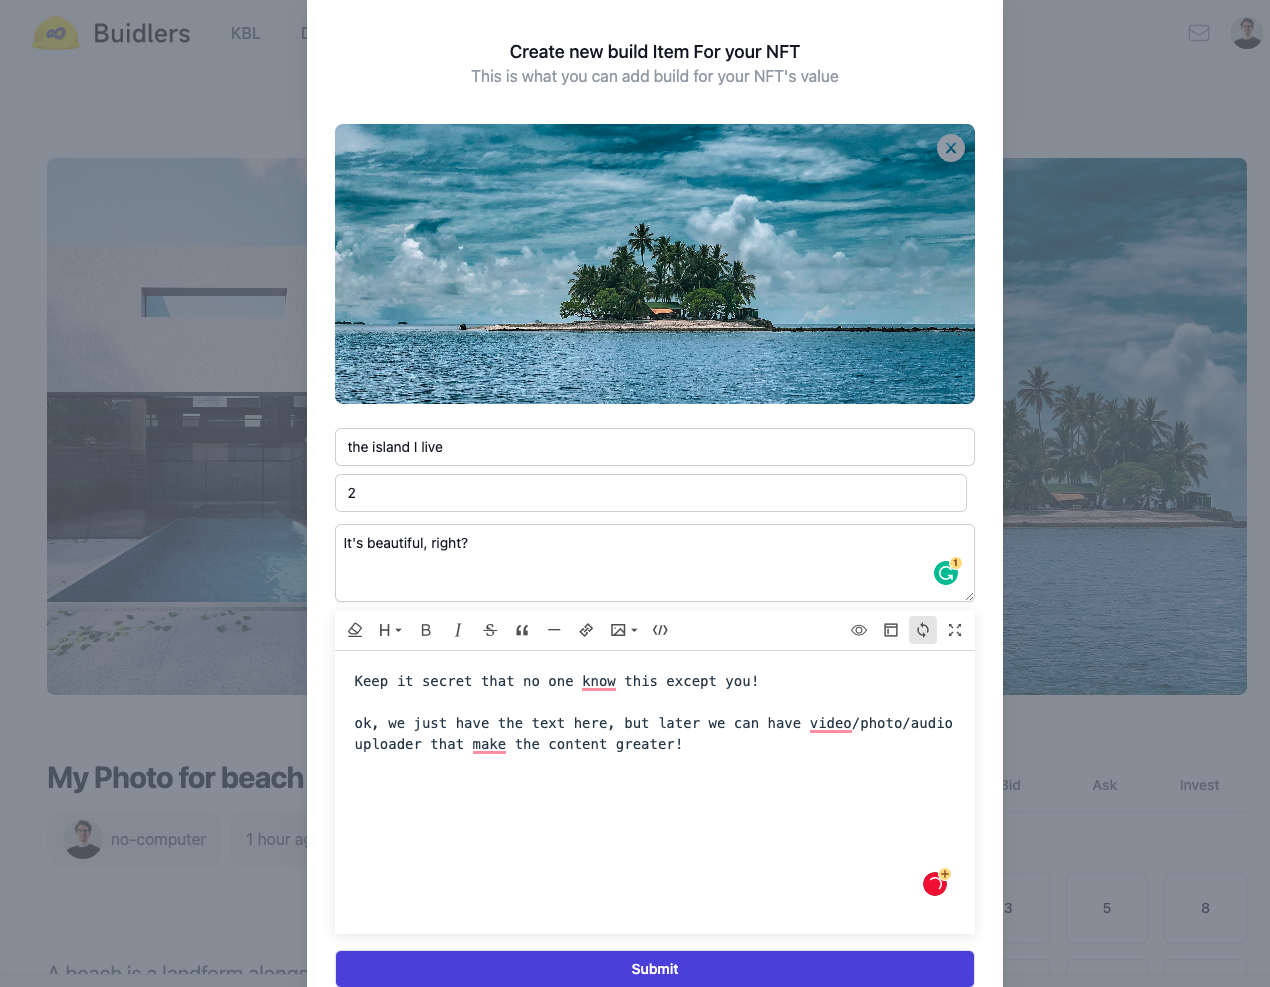 Buidlers
KBL
Create new build Item For your NFT
This is what you can add build for your NFT's value
the island I live
2
It's beautiful, right?
1
H
B
I
S
Keep it secret that no one know this except you!
ok, we just have the text here, but later we can have video/photo/audio
uploader that make the content greater!
Submit
My Photo for beach
no-computer
1 hour ag
A beach is a landform alongs
Bid
Ask
Invest
3
5
8